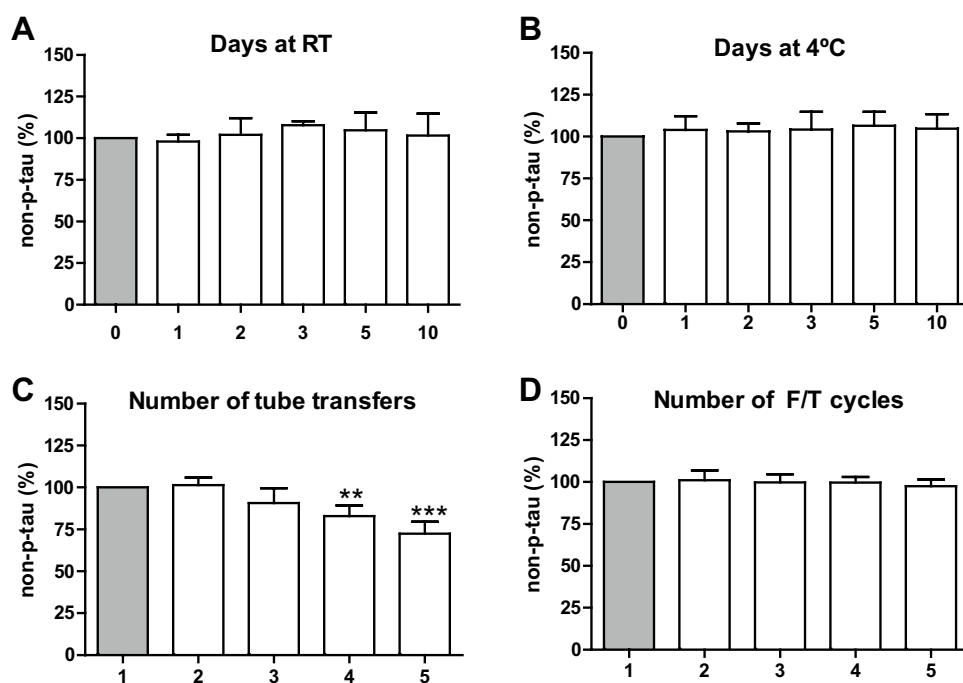 A
Days at RT
non-p-tau (%)
150
125
100
75
50
25
0
0 1 2 3 5 10
B
Days at 4ºC
non-p-tau (%)
150
125
100
75
50
25
0
0 1 2 3 5 10
C
Number of tube transfers
non-p-tau (%)
150
125
100
75
50
25
0
** ***
1 2 3 4 5
D
Number of F/T cycles
non-p-tau (%)
150
125
100
75
50
25
0
1 2 3 4 5